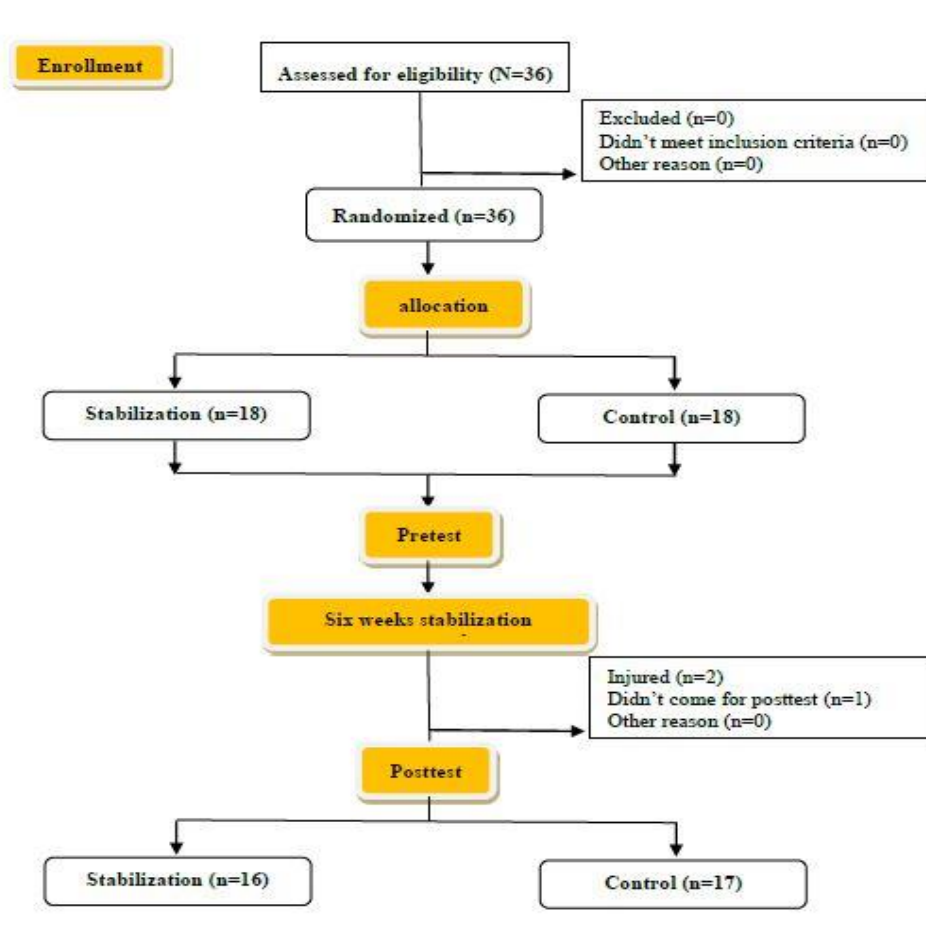 Enrollment
Assessed for eligibility (N=36)
Excluded (n=0)
Didn't meet inclusion criteria (n=0)
Other reason (n=0)
Randomized (n=36)
allocation
Stabilization (n=18)
Control (n=18)
Pretest
Six weeks stabilization
Injured (n=2)
Didn't come for posttest (n=1)
Other reason (n=0)
Posttest
Stabilization (n=16)
Control (n=17)